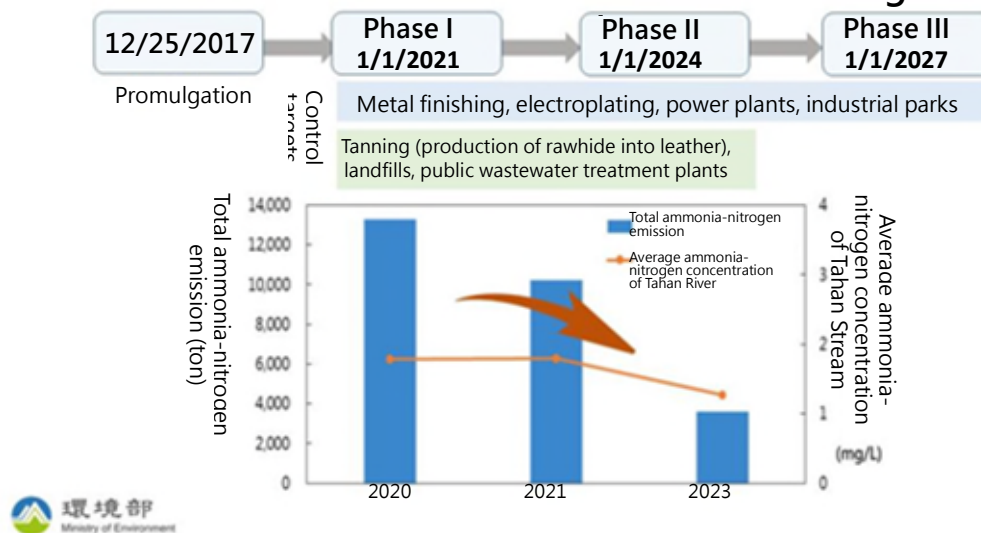 12/25/2017
Phase I
1/1/2021
Phase II
1/1/2024
Phase III
1/1/2027
Promulgation
Control
targets
Metal finishing, electroplating, power plants, industrial parks
Tanning (production of rawhide into leather),
landfills, public wastewater treatment plants
Total ammonia-nitrogen
emission (ton)
14,000
12,000
10,000
8,000
6,000
4,000
2,000
0
Total ammonia-nitrogen
emission
Average ammonia-
nitrogen concentration
of Tahan River
4
3
2
1
0
Average ammonia-
nitrogen concentration
of Tahan Stream
(mg/L)
2020
2021
2023
環境部
Ministry of Environment